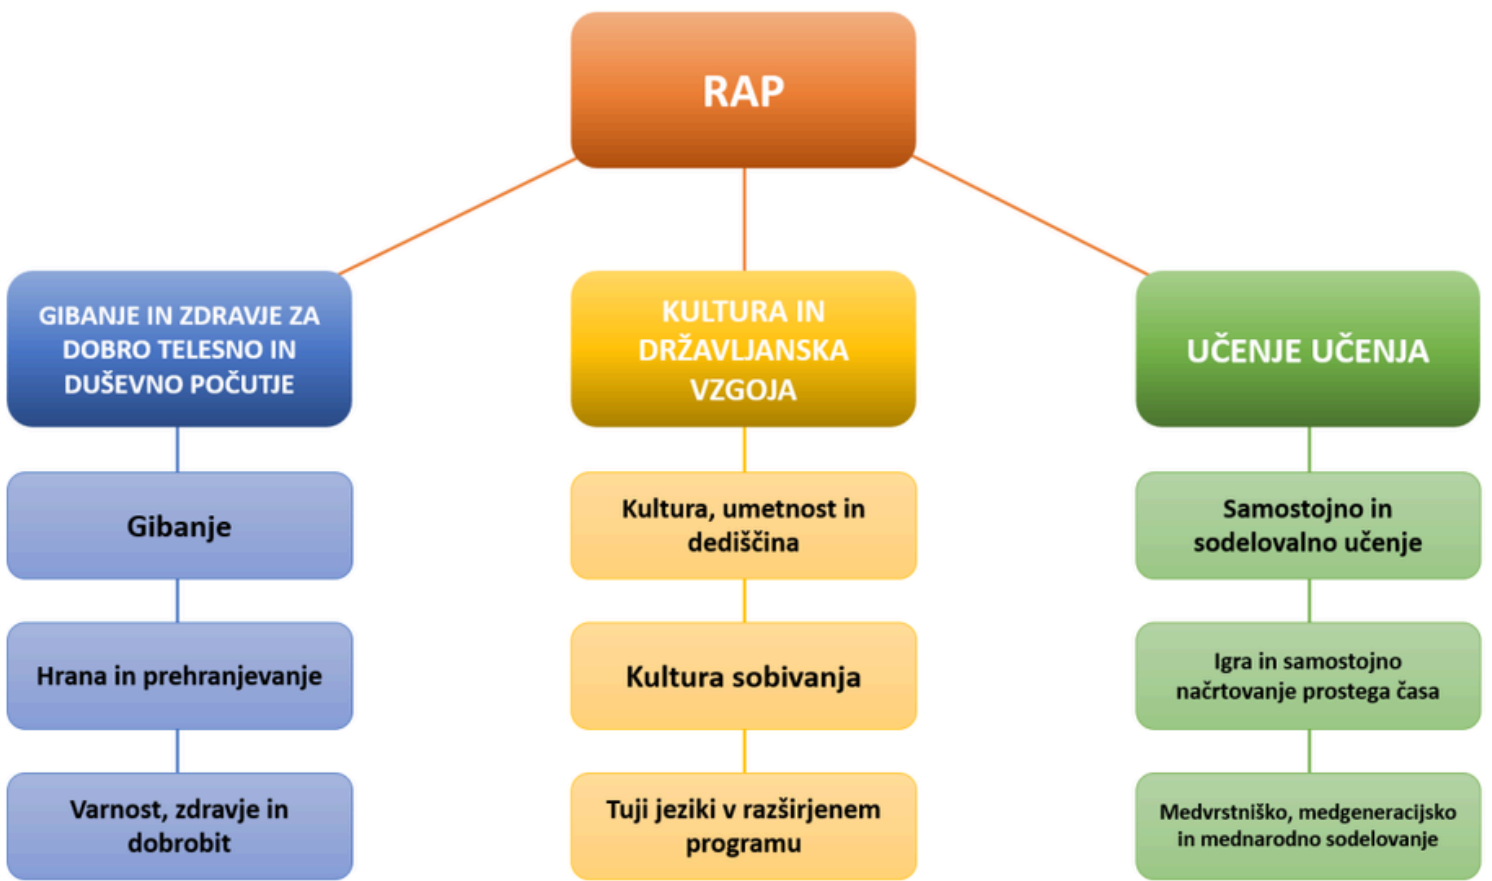 RAP
GIBANJE IN ZDRAVJE ZA
DOBRO TELESNO IN
DUŠEVNO POČUTJE
Gibanje
Hrana in prehranjevanje
Varnost, zdravje in
dobrobit
KULTURA IN
DRŽAVLJANSKA
VZGOJA
Kultura, umetnost in
dediščina
Kultura sobivanja
Tuji jeziki v razširjenem
programu
UČENJE UČENJA
Samostojno in
sodelovalno učenje
Igra in samostojno
načrtovanje prostega časa
Medvrstniško, medgeneracijsko
in mednarodno sodelovanje